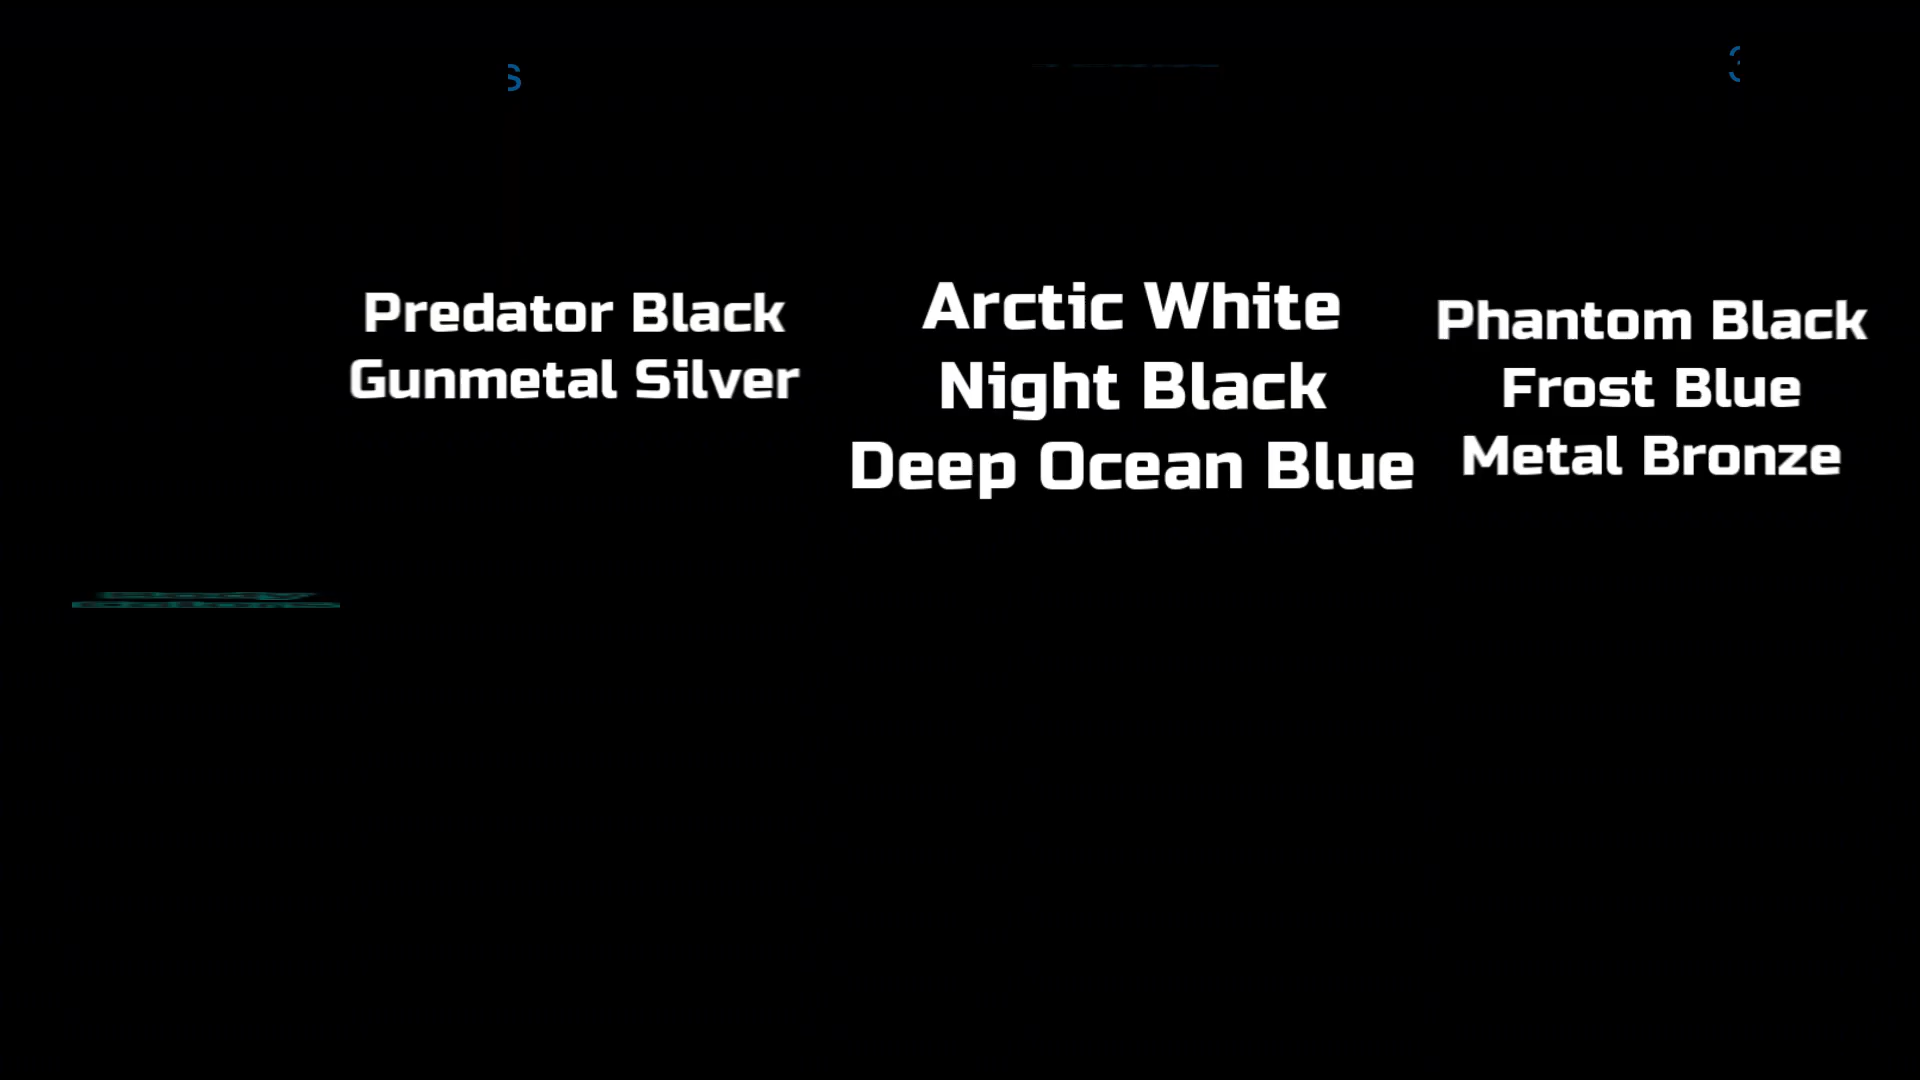 Predator Black
Gunmetal Silver
Arctic White
Night Black
Deep Ocean Blue
Phantom Black
Frost Blue
Metal Bronze